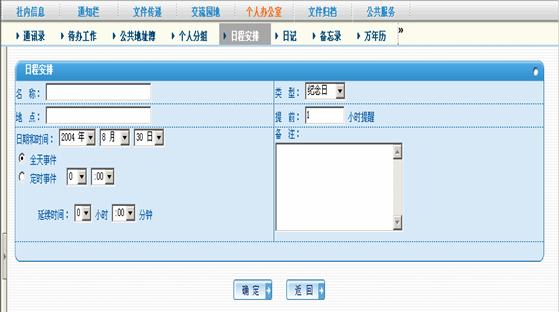 社内信息 通知栏 文件传递 交流园地 个人办公室 文件归档 公共服务
通讯录 待办工作 公共地址簿 个人分组 日程安排 日记 备忘录 万年历 »
日程安排
名 称: 类 型: 纪念日
地 点: 提 前: 1 小时提醒
日期和时间: 2004 年 8 月 30 日 备 注:
全天事件
定时事件 0 :00
延续时间: 0 小时 :00 分钟
确 定 返 回